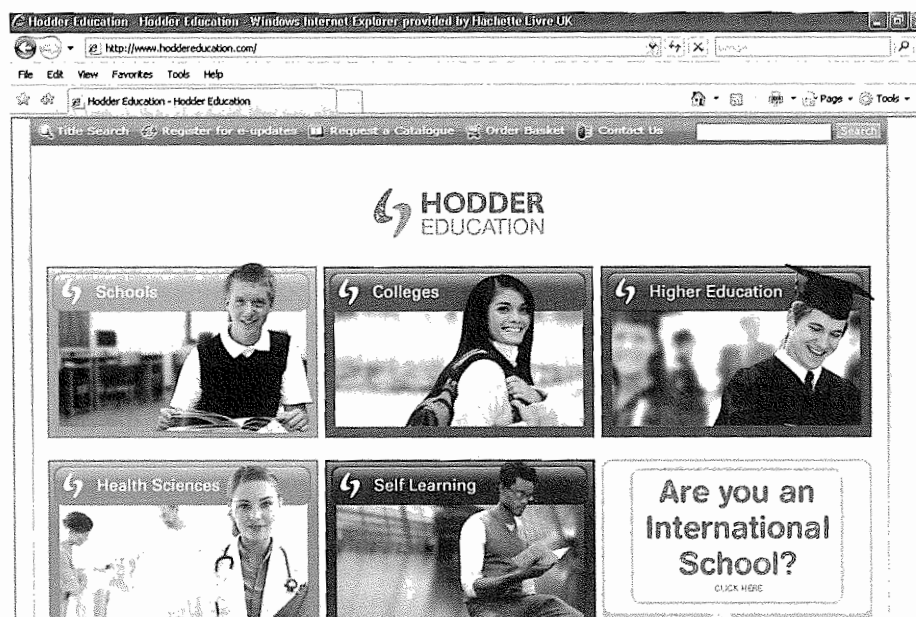 Hodder Education - Hodder Education - Windows Internet Explorer provided by Hachette Livre UK
http://www.hoddereducation.com/
Google
File Edit View Favorites Tools Help
Hodder Education - Hodder Education
Page Tools
Title Search Register for e-updates Request a Catalogue Order Basket Contact Us Search
HODDER
EDUCATION
Schools Colleges Higher Education
Health Sciences Self Learning
Are you an
International
School?
CLICK HERE